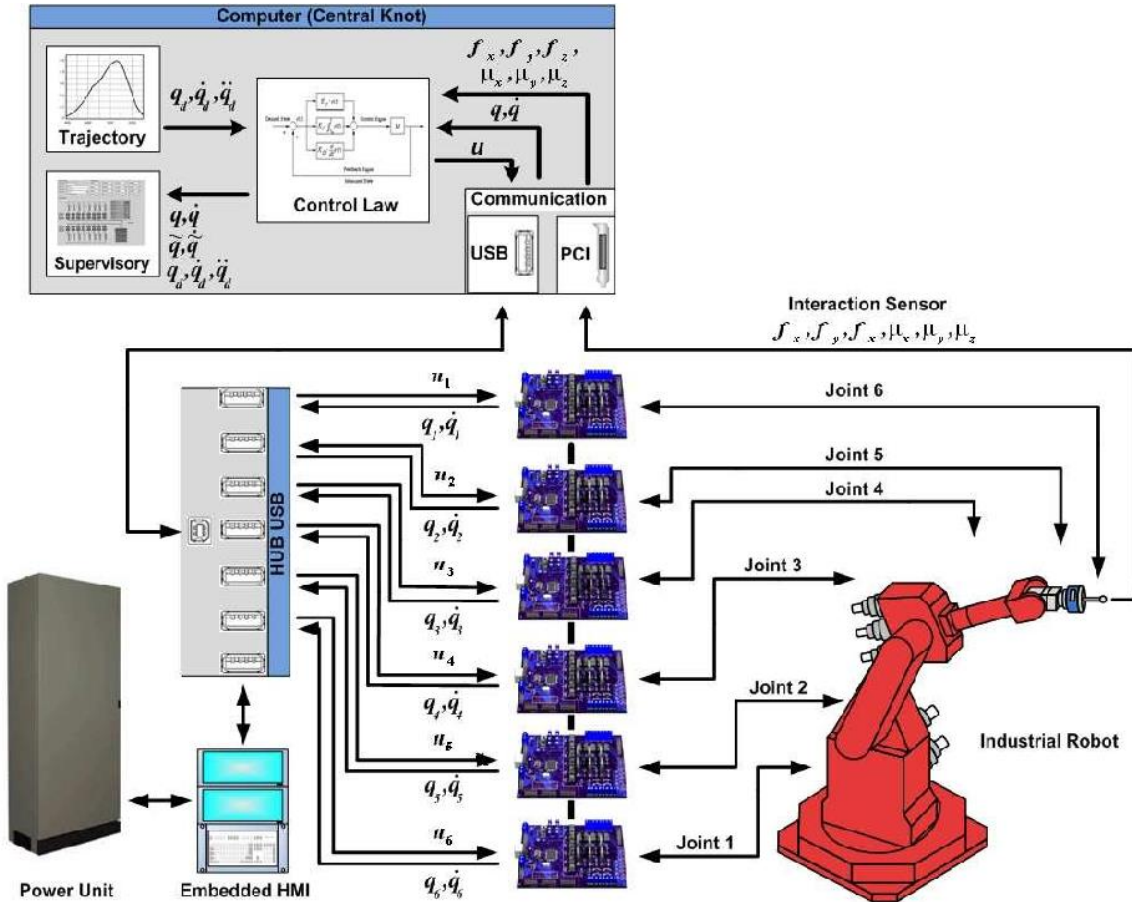 Computer (Central Knot)
Trajectory
q_d, q̇_d, q̈_d
Control Law
f_x, f_y, f_z,
μ_x, μ_y, μ_z
q, q̇
u
Supervisory
q, q̇
q̃, q̃̇
q_d, q̇_d, q̈_d
Communication
USB
PCI
Interaction Sensor
f_x, f_y, f_x, μ_x, μ_y, μ_z
HUB USB
u_1
q_1, q̇_1
u_2
q_2, q̇_2
u_3
q_3, q̇_3
u_4
q_4, q̇_4
u_5
q_5, q̇_5
u_6
q_6, q̇_6
Joint 6
Joint 5
Joint 4
Joint 3
Joint 2
Joint 1
Industrial Robot
Power Unit
Embedded HMI